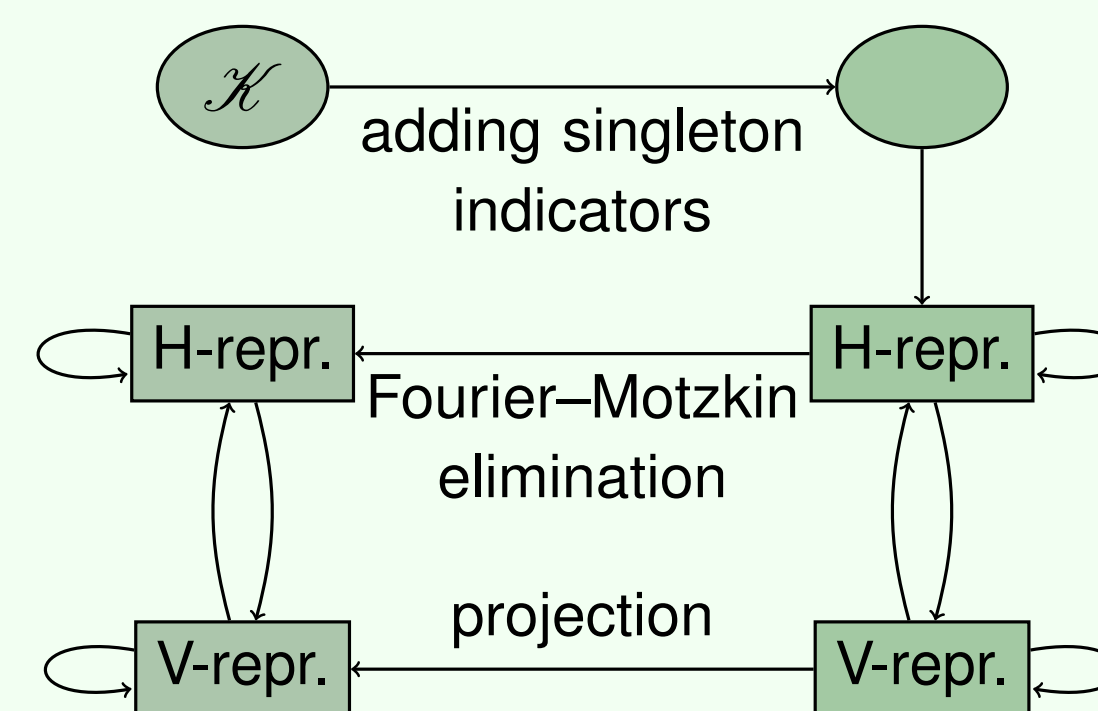 𝒦
adding singleton
indicators
H-repr.
H-repr.
Fourier–Motzkin
elimination
projection
V-repr.
V-repr.